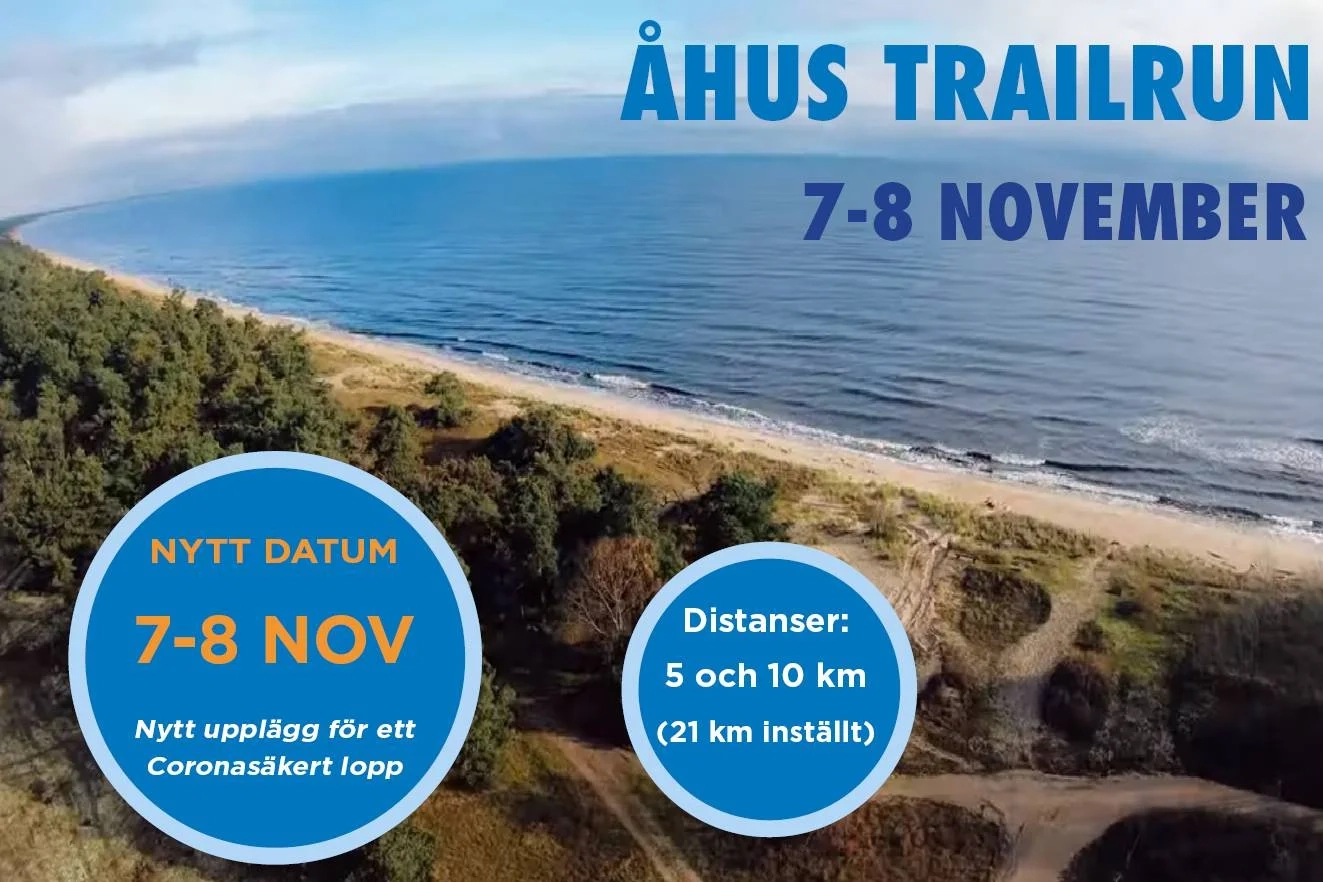 ÅHUS TRAILRUN
7-8 NOVEMBER
NYTT DATUM
7-8 NOV
Nytt upplägg för ett
Coronasäkert lopp
Distanser:
5 och 10 km
(21 km inställt)